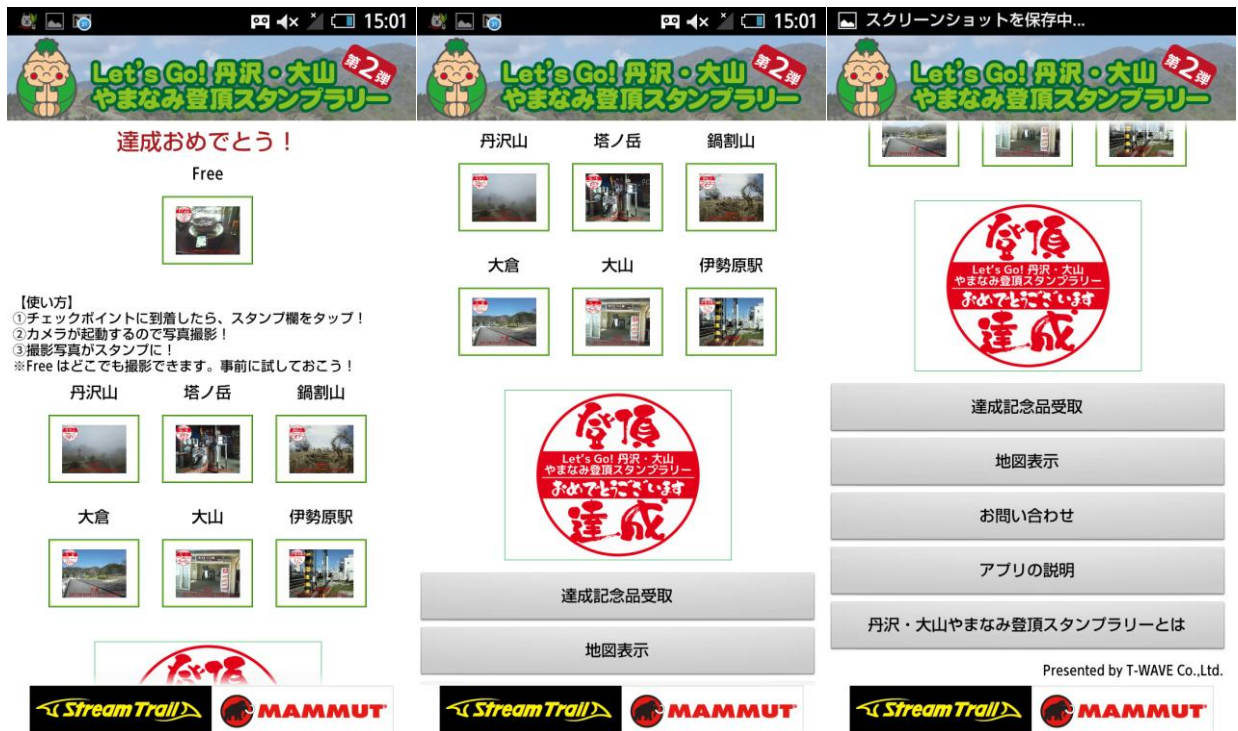 15:01
Let's Go! 丹沢・大山
やまなみ登頂スタンプラリー
第2弾
達成おめでとう！
Free
【使い方】
①チェックポイントに到着したら、スタンプ欄をタップ！
②カメラが起動するので写真撮影！
③撮影写真がスタンプに！
※Free はどこでも撮影できます。事前に試しておこう！
丹沢山 塔ノ岳 鍋割山
大倉 大山 伊勢原駅
登頂
Stream Trail MAMMUT
15:01
Let's Go! 丹沢・大山
やまなみ登頂スタンプラリー
第2弾
丹沢山 塔ノ岳 鍋割山
大倉 大山 伊勢原駅
登頂
Let's Go! 丹沢・大山
やまなみ登頂スタンプラリー
おめでとうございます
達成
達成記念品受取
地図表示
Stream Trail MAMMUT
スクリーンショットを保存中...
Let's Go! 丹沢・大山
やまなみ登頂スタンプラリー
第2弾
登頂
Let's Go! 丹沢・大山
やまなみ登頂スタンプラリー
おめでとうございます
達成
達成記念品受取
地図表示
お問い合わせ
アプリの説明
丹沢・大山やまなみ登頂スタンプラリーとは
Presented by T-WAVE Co.,Ltd.
Stream Trail MAMMUT